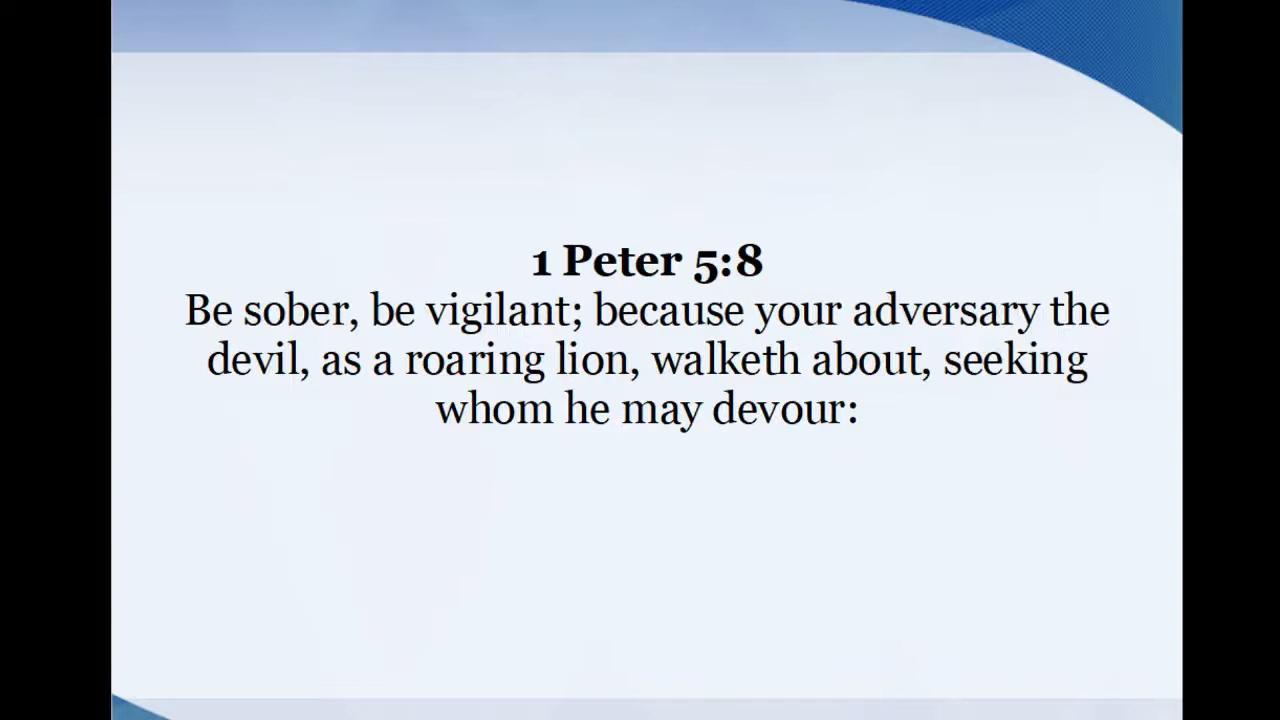 1 Peter 5:8
Be sober, be vigilant; because your adversary the
devil, as a roaring lion, walketh about, seeking
whom he may devour: